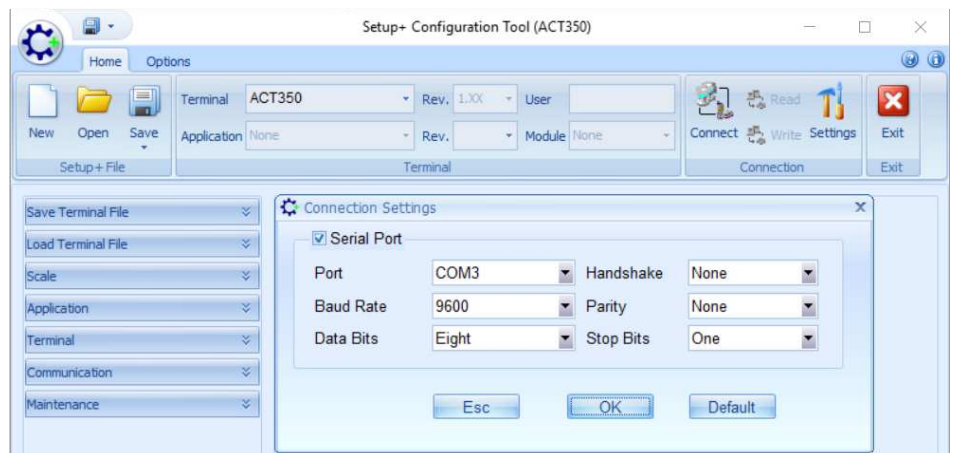 Setup+ Configuration Tool (ACT350)
Home Options
New Open Save
Setup+ File
Terminal ACT350 Rev. 1.XX User
Application None Rev. Module None
Terminal
Connect Read Write Settings
Connection
Exit
Exit
Save Terminal File
Load Terminal File
Scale
Application
Terminal
Communication
Maintenance
Connection Settings
Serial Port
Port COM3 Handshake None
Baud Rate 9600 Parity None
Data Bits Eight Stop Bits One
Esc OK Default